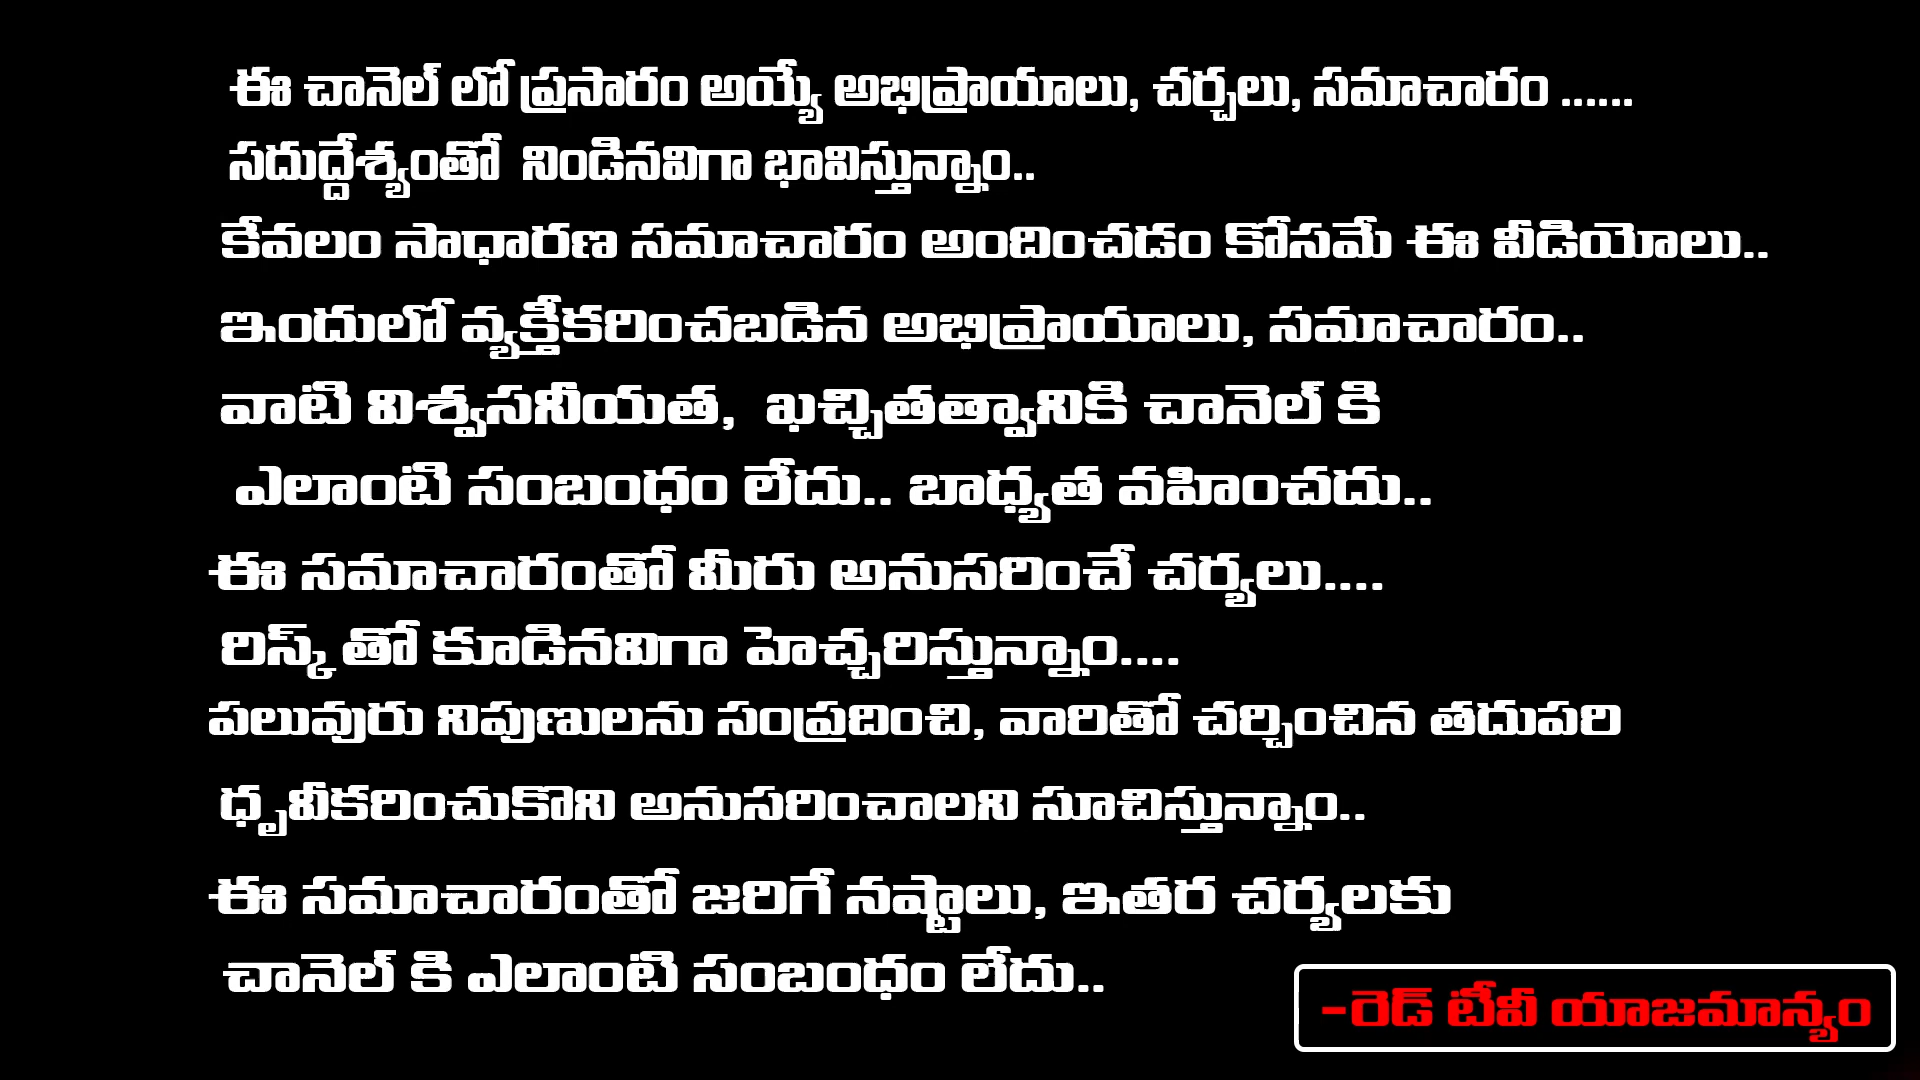 ఈ చానెల్ లో ప్రసారం అయ్యే అభిప్రాయాలు, చర్చలు, సమాచారం ......
సదుద్దేశ్యంతో నిండినవిగా భావిస్తున్నాం..
కేవలం సాధారణ సమాచారం అందించడం కోసమే ఈ వీడియోలు..
ఇందులో వ్యక్తీకరించబడిన అభిప్రాయాలు, సమాచారం..
వాటి విశ్వసనీయత, ఖచ్చితత్వానికి చానెల్ కి
ఎలాంటి సంబంధం లేదు.. బాధ్యత వహించదు..
ఈ సమాచారంతో మీరు అనుసరించే చర్యలు....
రిస్క్ తో కూడినవిగా హెచ్చరిస్తున్నాం....
పలువురు నిపుణులను సంప్రదించి, వారితో చర్చించిన తదుపరి
ధృవీకరించుకొని అనుసరించాలని సూచిస్తున్నాం..
ఈ సమాచారంతో జరిగే నష్టాలు, ఇతర చర్యలకు
చానెల్ కి ఎలాంటి సంబంధం లేదు..
-రెడ్ టీవీ యాజమాన్యం